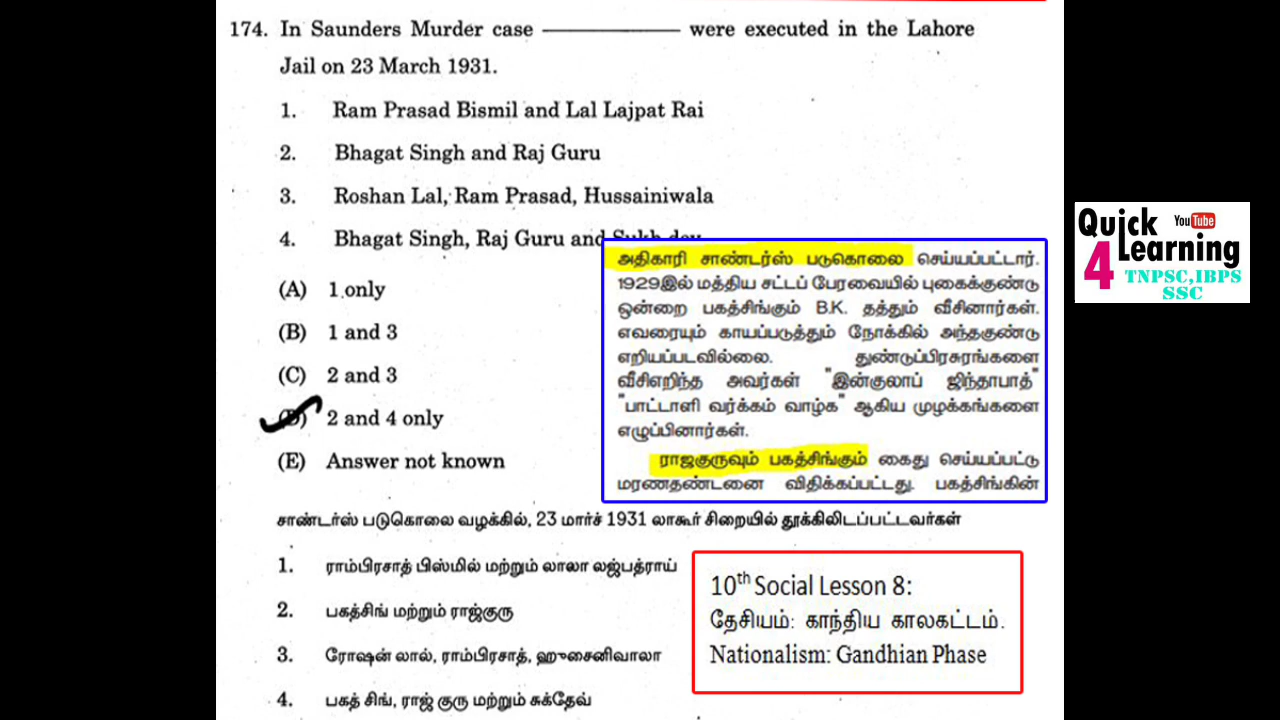 174. In Saunders Murder case ———— were executed in the Lahore
Jail on 23 March 1931.
1. Ram Prasad Bismil and Lal Lajpat Rai
2. Bhagat Singh and Raj Guru
3. Roshan Lal, Ram Prasad, Hussainiwala
4. Bhagat Singh, Raj Guru and Sukh dev
(A) 1 only
(B) 1 and 3
(C) 2 and 3
(D) 2 and 4 only
(E) Answer not known
அதிகாரி சாண்டர்ஸ் படுகொலை செய்யப்பட்டார்.
1929இல் மத்திய சட்டப் பேரவையில் புகைக்குண்டு
ஒன்றை பகத்சிங்கும் B.K. தத்தும் வீசினார்கள்.
எவரையும் காயப்படுத்தும் நோக்கில் அந்தகுண்டு
எறியப்படவில்லை. துண்டுப்பிரசுரங்களை
வீசிஎறிந்த அவர்கள் "இன்குலாப் ஜிந்தாபாத்"
"பாட்டாளி வர்க்கம் வாழ்க" ஆகிய முழக்கங்களை
எழுப்பினார்கள்.
ராஜகுருவும் பகத்சிங்கும் கைது செய்யப்பட்டு
மரணதண்டனை விதிக்கப்பட்டது. பகத்சிங்கின்
சாண்டர்ஸ் படுகொலை வழக்கில், 23 மார்ச் 1931 லாகூர் சிறையில் தூக்கிலிடப்பட்டவர்கள்
1. ராம்பிரசாத் பிஸ்மில் மற்றும் லாலா லஜ்பத்ராய்
2. பகத்சிங் மற்றும் ராஜ்குரு
3. ரோஷன் லால், ராம்பிரசாத், ஹுசைனிவாலா
4. பகத் சிங், ராஜ் குரு மற்றும் சுக்தேவ்
10th Social Lesson 8:
தேசியம்: காந்திய காலகட்டம்.
Nationalism: Gandhian Phase
Quick YouTube
4 Learning
TNPSC,IBPS
SSC